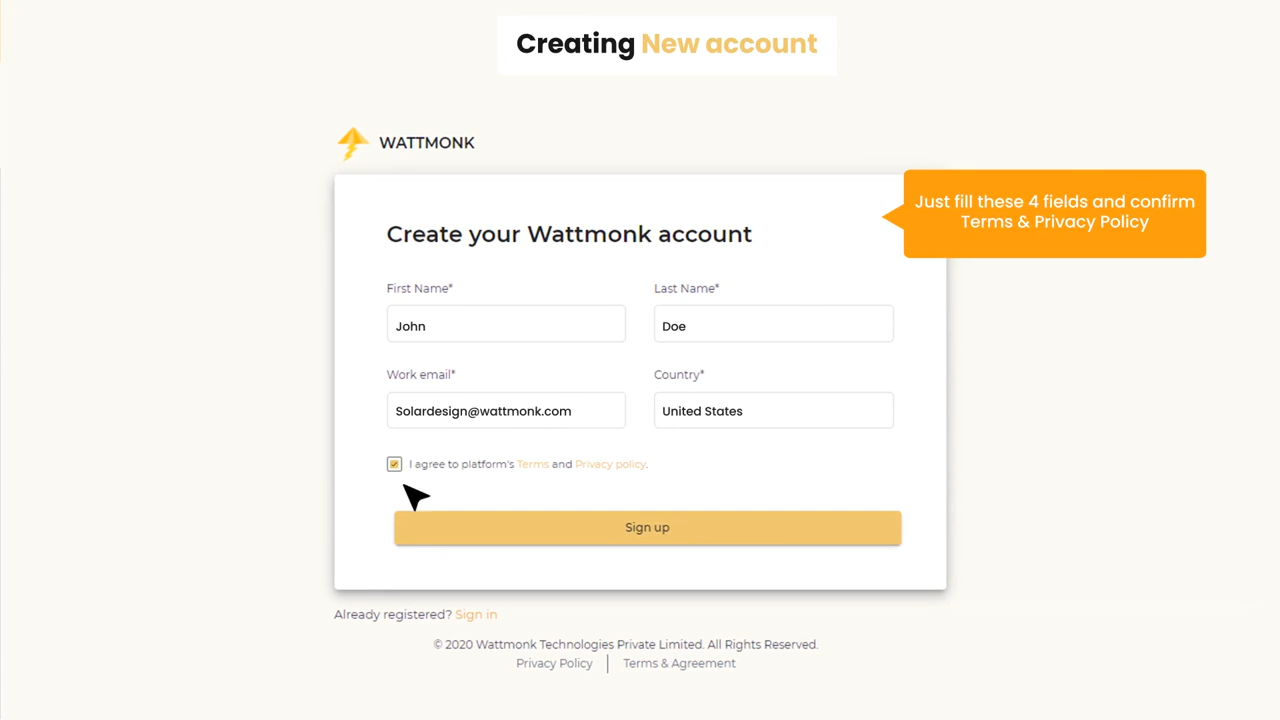 Creating New account
WATTMONK
Just fill these 4 fields and confirm
Terms & Privacy Policy
Create your Wattmonk account
First Name*
Last Name*
John
Doe
Work email*
Country*
Solardesign@wattmonk.com
United States
I agree to platform's Terms and Privacy policy.
Sign up
Already registered? Sign in
© 2020 Wattmonk Technologies Private Limited. All Rights Reserved.
Privacy Policy | Terms & Agreement